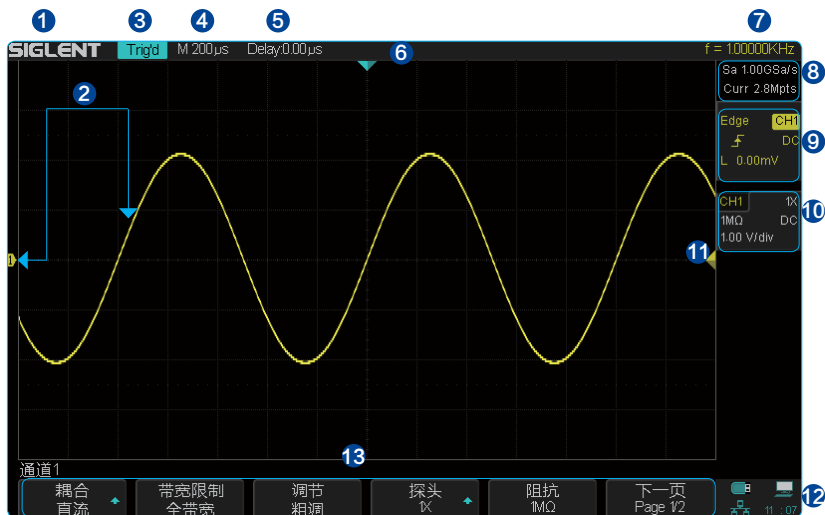 1 3 4 5 7
SIGLENT Trig'd M 200µs Delay:0.00µs 6 f = 1.00000KHz
Sa 1.00GSa/s 8
Curr 2.8Mpts
2
Edge CH1
DC 9
L 0.00mV
CH1 1X
1MΩ DC 10
1.00 V/div
1
11
13
通道1
耦合 带宽限制 调节 探头 阻抗 下一页
直流 全带宽 粗调 1X 1MΩ Page 1/2
12
11 : 07